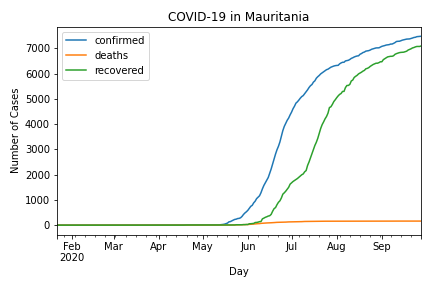 COVID-19 in Mauritania
confirmed
deaths
recovered
Number of Cases
7000
6000
5000
4000
3000
2000
1000
0
Feb Mar Apr May Jun Jul Aug Sep
2020
Day